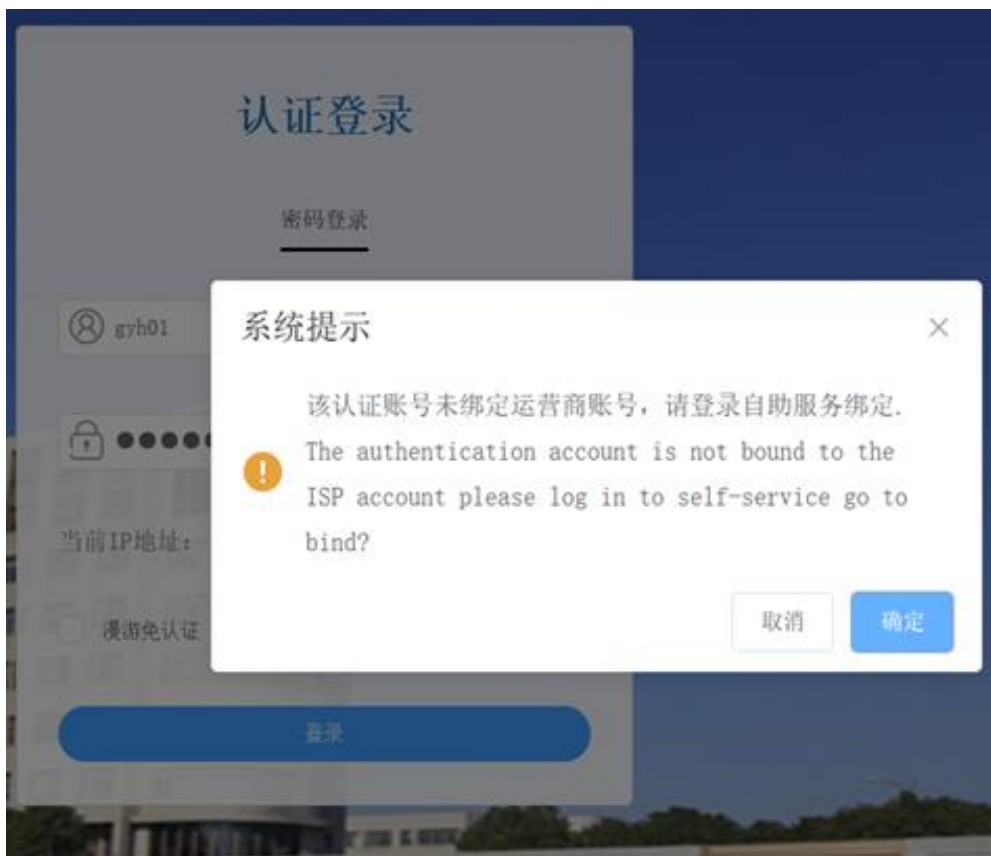 认证登录
密码登录
gyh01
系统提示
该认证账号未绑定运营商账号，请登录自助服务绑定.
The authentication account is not bound to the
ISP account please log in to self-service go to
bind?
当前IP地址：
漫游免认证
取消
确定
登录